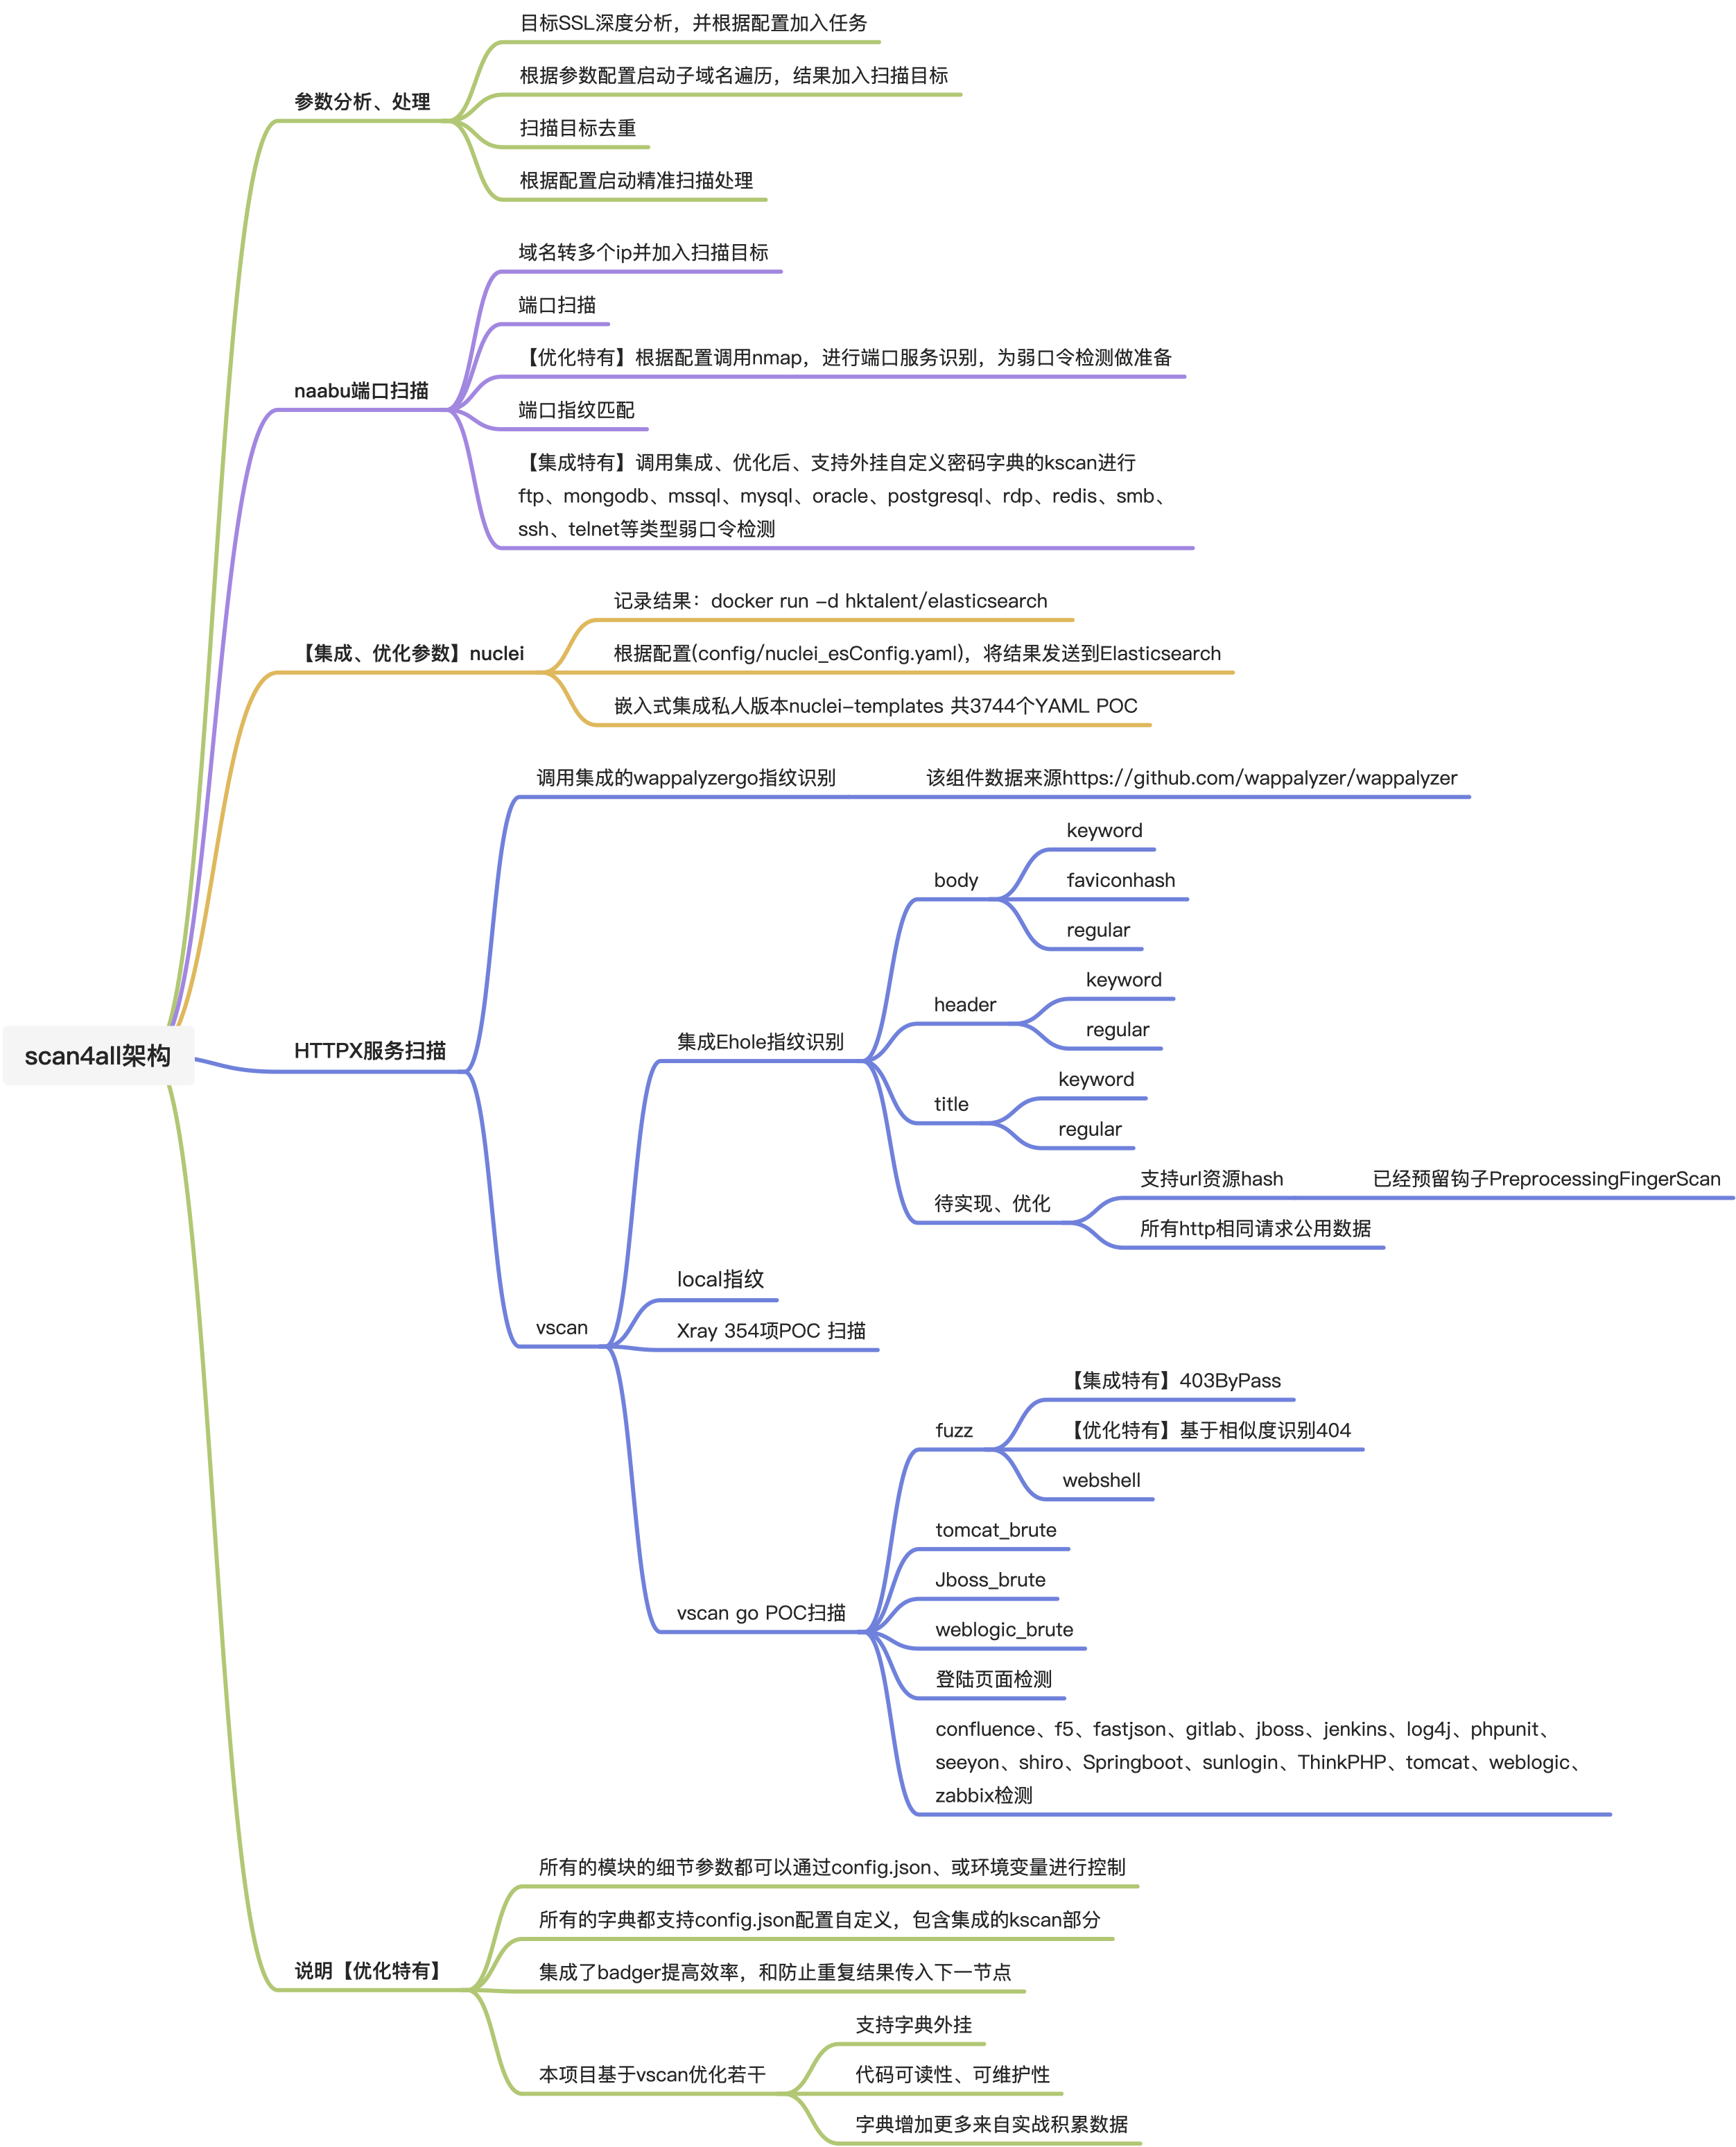 目标SSL深度分析，并根据配置加入任务
根据参数配置启动子域名遍历，结果加入扫描目标
参数分析、处理
扫描目标去重
根据配置启动精准扫描处理
域名转多个ip并加入扫描目标
端口扫描
【优化特有】根据配置调用nmap，进行端口服务识别，为弱口令检测做准备
naabu端口扫描
端口指纹匹配
【集成特有】调用集成、优化后、支持外挂自定义密码字典的kscan进行
ftp、mongodb、mssql、mysql、oracle、postgresql、rdp、redis、smb、
ssh、telnet等类型弱口令检测
记录结果：docker run -d hktalent/elasticsearch
【集成、优化参数】nuclei
根据配置(config/nuclei_esConfig.yaml)，将结果发送到Elasticsearch
嵌入式集成私人版本nuclei-templates 共3744个YAML POC
调用集成的wappalyzergo指纹识别
该组件数据来源https://github.com/wappalyzer/wappalyzer
keyword
body
faviconhash
regular
keyword
header
regular
集成Ehole指纹识别
scan4all架构
HTTPX服务扫描
keyword
title
regular
支持url资源hash
已经预留钩子PreprocessingFingerScan
待实现、优化
所有http相同请求公用数据
local指纹
vscan
Xray 354项POC 扫描
【集成特有】403ByPass
fuzz
【优化特有】基于相似度识别404
webshell
tomcat_brute
Jboss_brute
vscan go POC扫描
weblogic_brute
登陆页面检测
confluence、f5、fastjson、gitlab、jboss、jenkins、log4j、phpunit、
seeyon、shiro、Springboot、sunlogin、ThinkPHP、tomcat、weblogic、
zabbix检测
所有的模块的细节参数都可以通过config.json、或环境变量进行控制
所有的字典都支持config.json配置自定义，包含集成的kscan部分
说明【优化特有】
集成了badger提高效率，和防止重复结果传入下一节点
支持字典外挂
本项目基于vscan优化若干
代码可读性、可维护性
字典增加更多来自实战积累数据